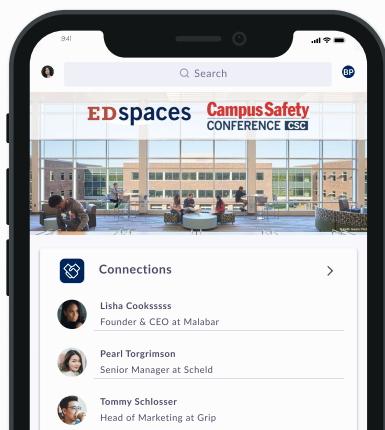 9:41
Search
BP
EDspaces
Campus Safety
CONFERENCE CSC
Connections
Lisha Cooksssss
Founder & CEO at Malabar
Pearl Torgrimson
Senior Manager at Scheld
Tommy Schlosser
Head of Marketing at Grip